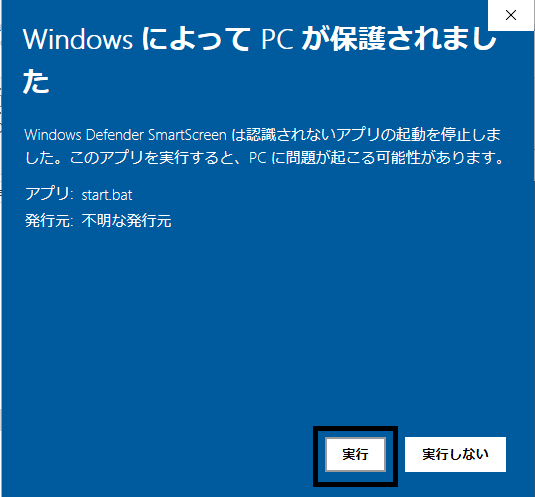 Windows によって PC が保護されまし
た
Windows Defender SmartScreen は認識されないアプリの起動を停止しま
した。このアプリを実行すると、PC に問題が起こる可能性があります。
アプリ: start.bat
発行元: 不明な発行元
実行 実行しない